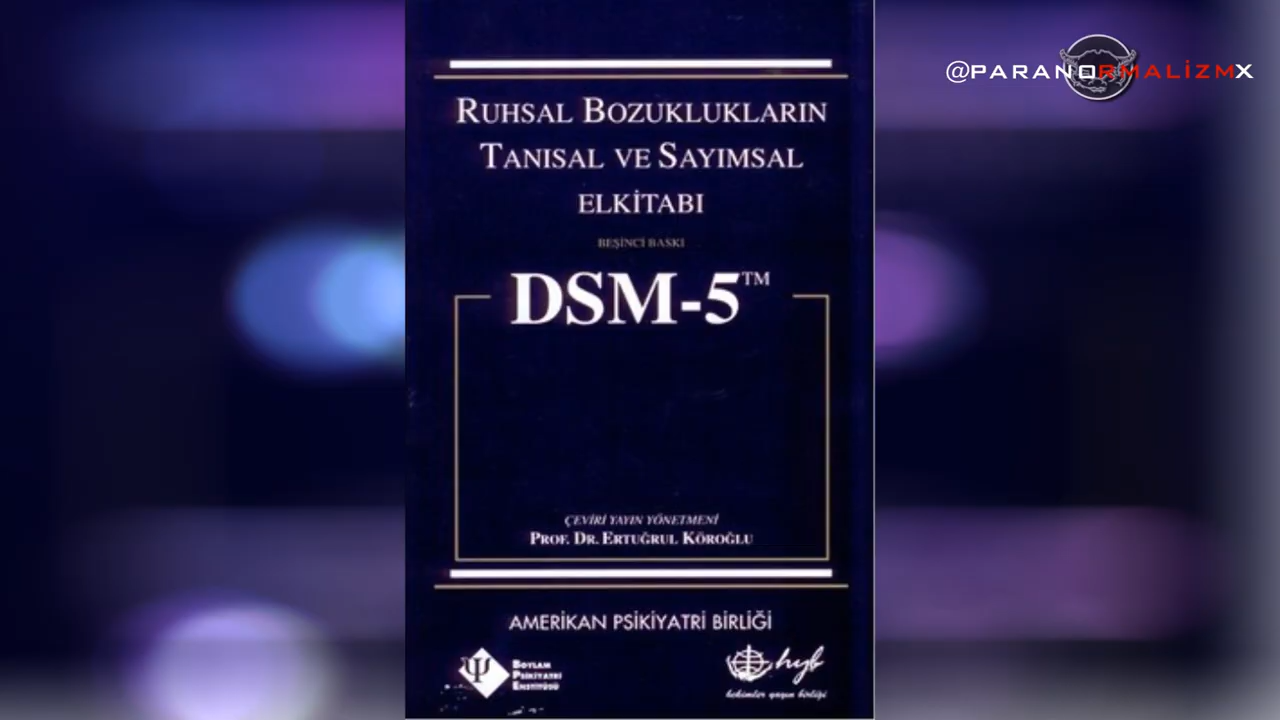 @PARANORMALİZMX
RUHSAL BOZUKLUKLARIN
TANISAL VE SAYIMSAL
ELKİTABI
BEŞİNCİ BASKI
DSM-5™
ÇEVİRİ YAYIN YÖNETMENİ
PROF. DR. ERTUĞRUL KÖROĞLU
AMERİKAN PSİKİYATRİ BİRLİĞİ
BOYLAM
PSİKİYATRİ
ENSTİTÜSÜ
hyb
hekimler yayın birliği